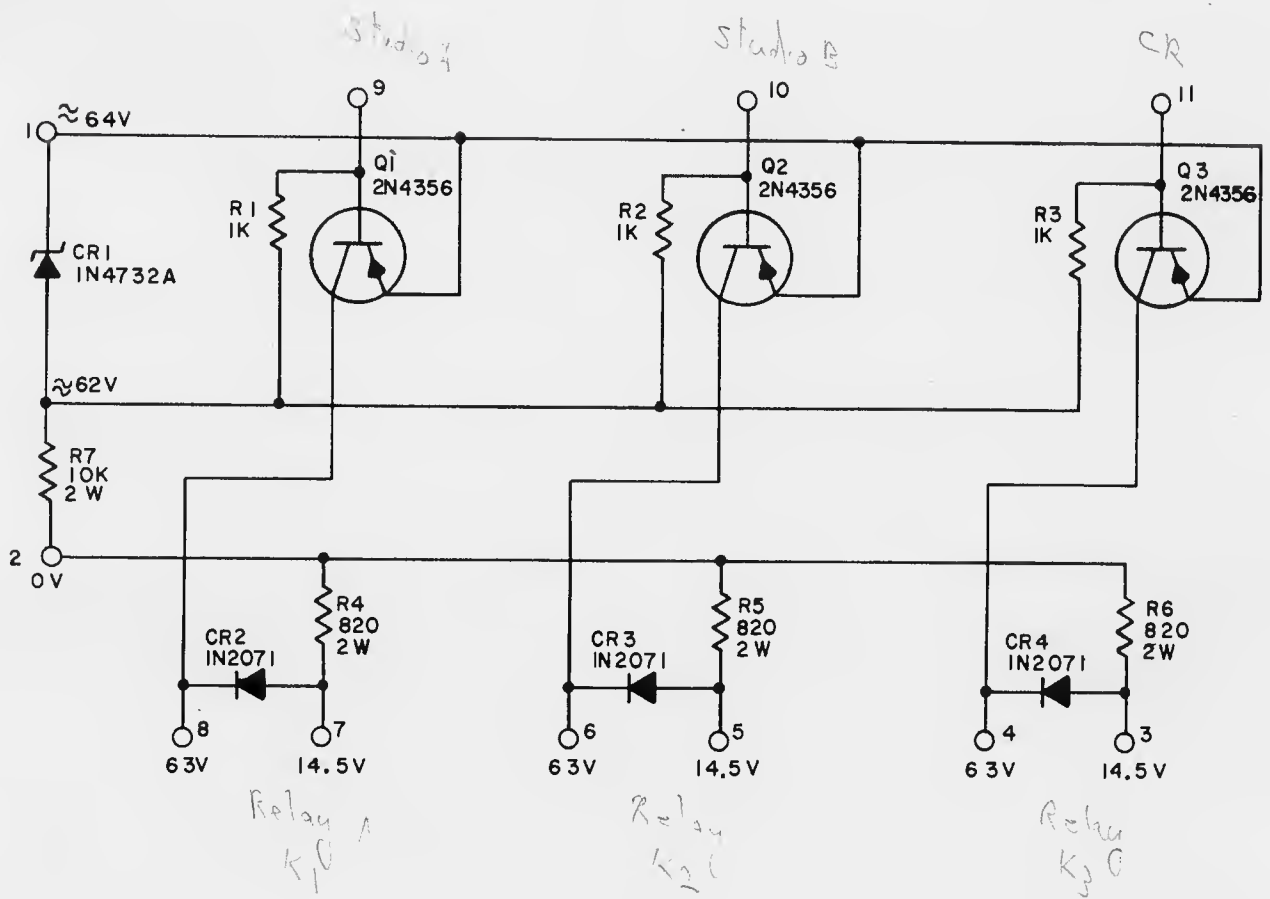 Studio A
Studio B
CR
9
10
11
1
≈64V
Q1
2N4356
Q2
2N4356
Q3
2N4356
R1
1K
R2
1K
R3
1K
CR1
1N4732A
≈62V
R7
10K
2W
2
0V
R4
820
2W
R5
820
2W
R6
820
2W
CR2
1N2071
CR3
1N2071
CR4
1N2071
8
7
6
5
4
3
63V
14.5V
63V
14.5V
63V
14.5V
Relay
Relay
Relay
K1
K2
K3